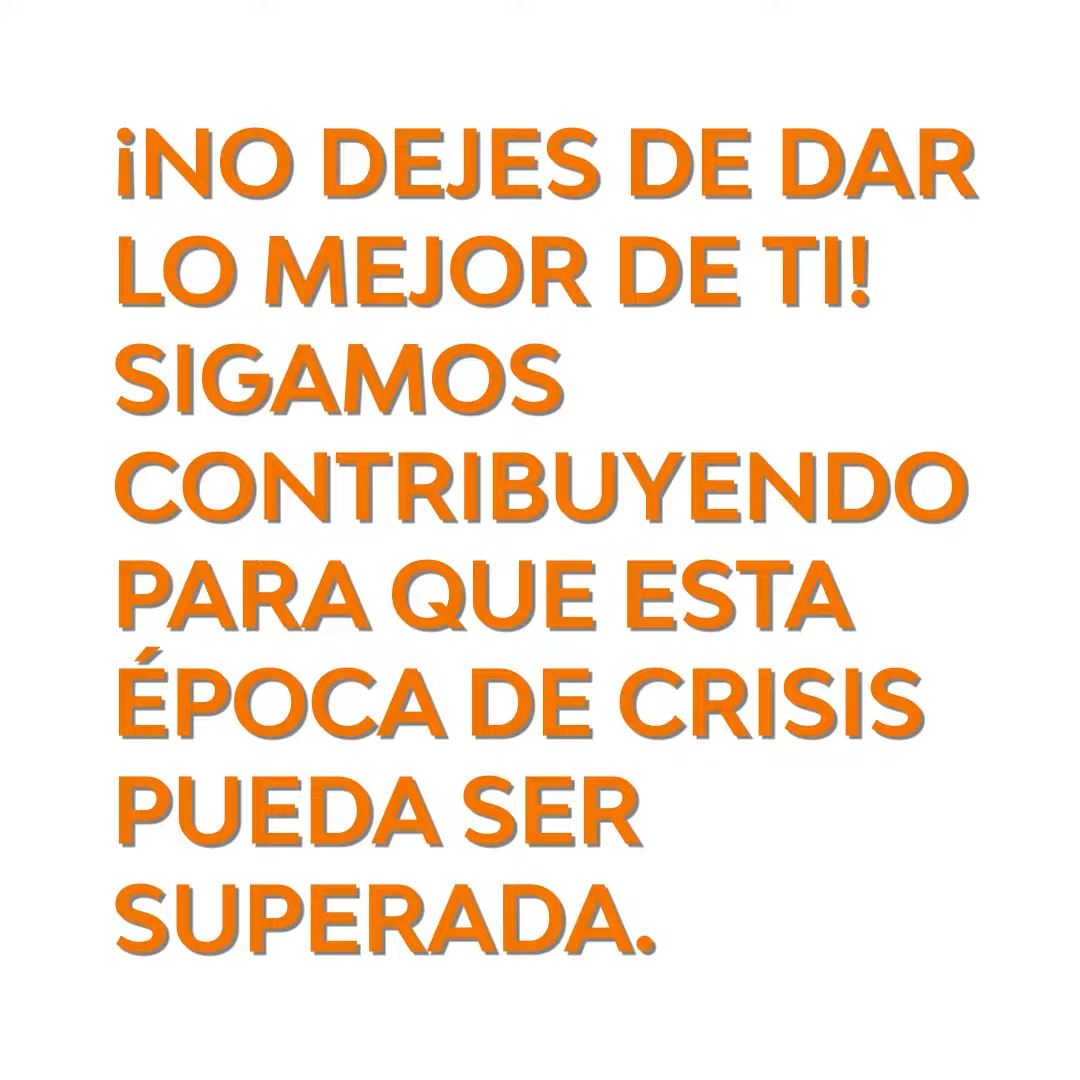 ¡NO DEJES DE DAR
LO MEJOR DE TI!
SIGAMOS
CONTRIBUYENDO
PARA QUE ESTA
ÉPOCA DE CRISIS
PUEDA SER
SUPERADA.